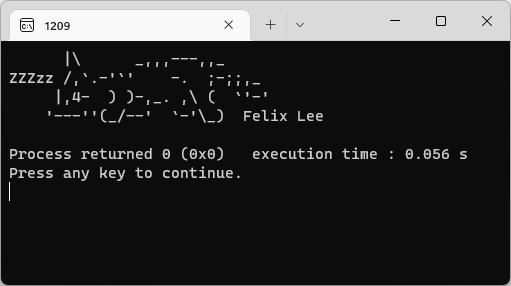 1209
      |\      _,,,---,,_
ZZZzz /,`.-'`'    -.  ;-;;,_
     |,4-  ) )-,_. ,\ (  `'-'
    '---''(_/--'  `-'\_)  Felix Lee
Process returned 0 (0x0)   execution time : 0.056 s
Press any key to continue.